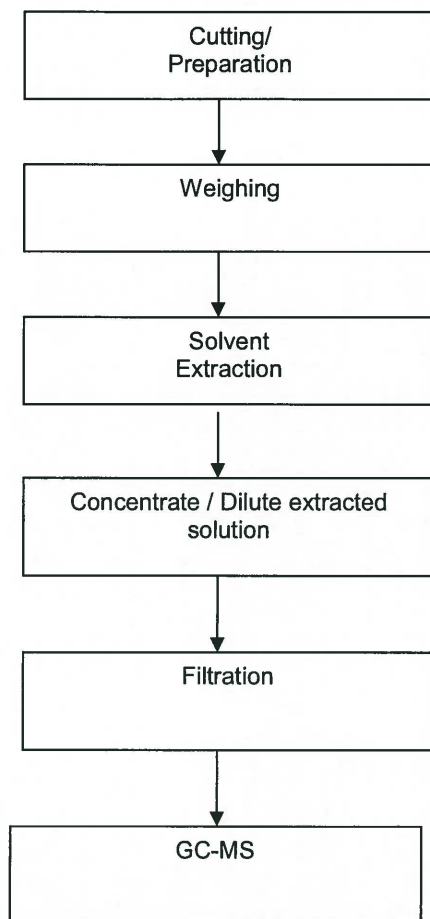 Cutting/
Preparation
Weighing
Solvent
Extraction
Concentrate / Dilute extracted
solution
Filtration
GC-MS